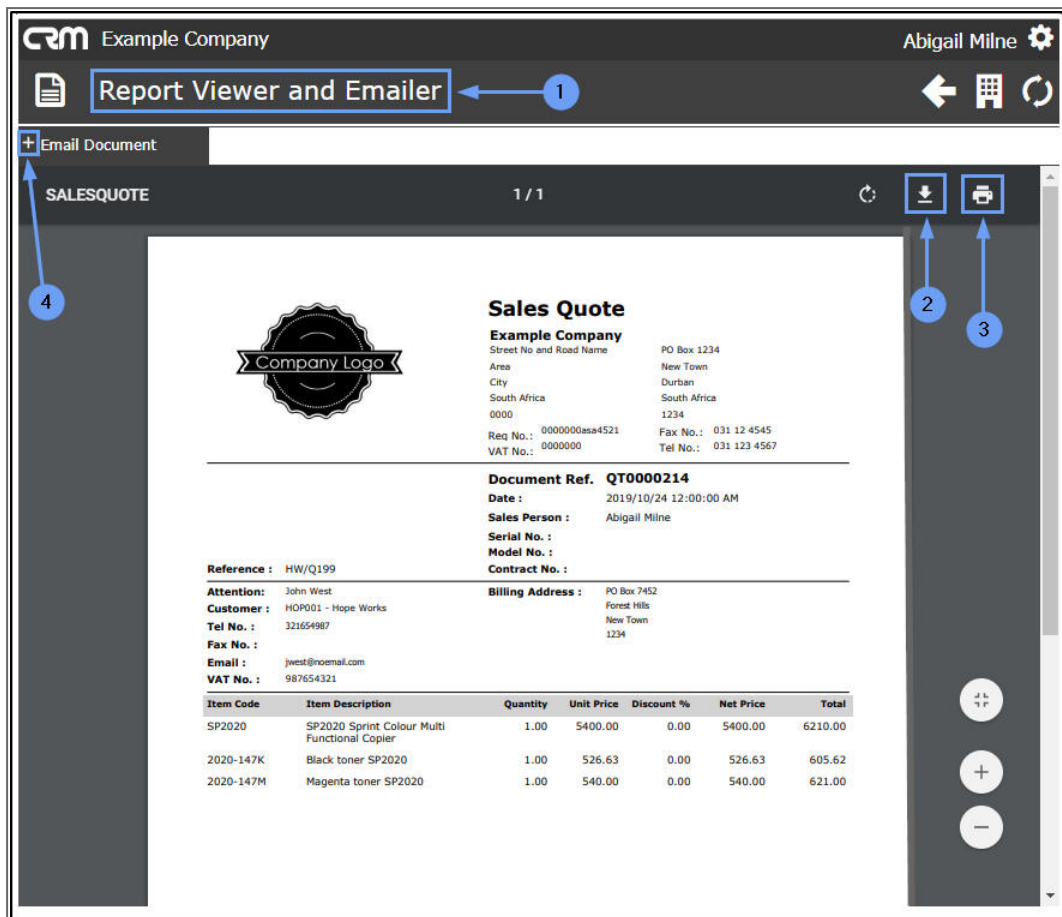 CRM Example Company Abigail Milne
Report Viewer and Emailer 1
+ Email Document
SALESQUOTE 1 / 1
4 2 3
Company Logo
Sales Quote
Example Company
Street No and Road Name PO Box 1234
Area New Town
City Durban
South Africa South Africa
0000 1234
Reg No.: 0000000asa4521 Fax No.: 031 12 4545
VAT No.: 0000000 Tel No.: 031 123 4567
Document Ref. QT0000214
Date : 2019/10/24 12:00:00 AM
Sales Person : Abigail Milne
Serial No. :
Model No. :
Reference : HW/Q199 Contract No. :
Attention: John West Billing Address : PO Box 7452
Customer : HOP001 - Hope Works Forest Hills
Tel No. : 321654987 New Town
Fax No. : 1234
Email : jwest@noemail.com
VAT No. : 987654321
Item Code Item Description Quantity Unit Price Discount % Net Price Total
SP2020 SP2020 Sprint Colour Multi 1.00 5400.00 0.00 5400.00 6210.00
Functional Copier
2020-147K Black toner SP2020 1.00 526.63 0.00 526.63 605.62
2020-147M Magenta toner SP2020 1.00 540.00 0.00 540.00 621.00